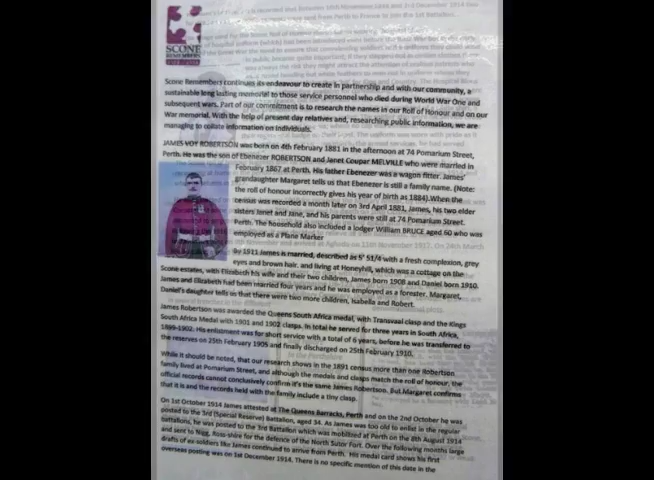 SCONE
REMEMBERS
Scone Remembers continues its endeavour to create in partnership and with our community, a
sustainable long lasting memorial to those service personnel who died during World War One and
subsequent wars. Part of our commitment is to research the names in our Roll of Honour and on our
War memorial. With the help of present day relatives and, researching public information, we are
managing to collate information on Individuals.
JAMES VOY ROBERTSON was born on 4th February 1881 in the afternoon at 74 Pomarium Street,
Perth. He was the son of Ebenezer ROBERTSON and Janet Coupar MELVILLE who were married in
February 1867 at Perth. His father Ebenezer was a wagon fitter. James
grandaughter Margaret tells us that Ebenezer is still a family name. (Note:
the roll of honour incorrectly gives his year of birth as 1884).When the
census was recorded a month later on 3rd April 1881, James, his two elder
sisters Janet and Jane, and his parents were still at 74 Pomarium Street,
Perth. The household also included a lodger William BRUCE aged 60 who was
employed as a Plane Marker
By 1911 James is married, described as 5' 51/4 with a fresh complexion, grey
eyes and brown hair. and living at Honeyhill, which was a cottage on the
Scone estates, with Elizabeth his wife and their two children, James born 1908 and Daniel born 1910.
James and Elizabeth had been married four years and he was employed as a forester. Margaret,
Daniel's daughter tells us that there were two more children, Isabella and Robert.
James Robertson was awarded the Queens South Africa medal, with Transvaal clasp and the Kings
South Africa Medal with 1901 and 1902 clasps. In total he served for three years in South Africa,
1899-1902. His enlistment was for short service with a total of 6 years, before he was transferred to
the reserves on 25th February 1905 and finally discharged on 25th February 1910.
While it should be noted, that our research shows in the 1891 census more than one Robertson
family lived at Pomarium Street, and although the medals and clasps match the roll of honour, the
official records cannot conclusively confirm it's the same James Robertson. But Margaret confirms
that it is and the records held with the family include a tiny clasp.
On 1st October 1914 James attested at The Queens Barracks, Perth and on the 2nd October he was
posted to the 3rd (Special Reserve) Battalion, aged 34. As James was too old to enlist in the regular
battalions, he was posted to the 3rd Battalion which was mobilized at Perth on the 8th August 1914
and sent to Nigg, Ross-shire for the defence of the North Sutor Fort. Over the following months large
drafts of ex-soldiers like James continued to arrive from Perth. His medal card shows his first
overseas posting was on 1st December 1914. There is no specific mention of this date in the